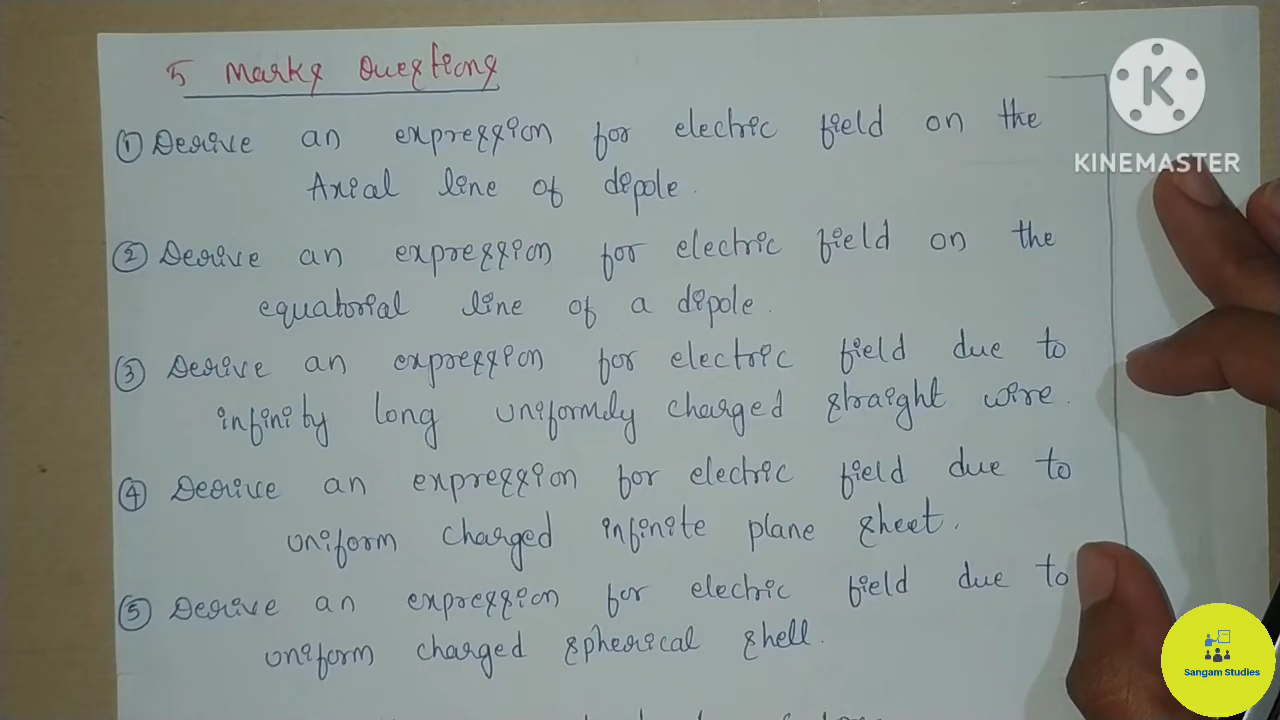 5 Marks Questions
① Derive an expression for electric field on the
Axial line of dipole.
② Derive an expression for electric field on the
equatorial line of a dipole.
③ Derive an expression for electric field due to
infinity long uniformly charged straight wire.
④ Derive an expression for electric field due to
uniform charged infinite plane sheet.
⑤ Derive an expression for electric field due to
uniform charged spherical shell.
K
KINEMASTER
Sangam Studies